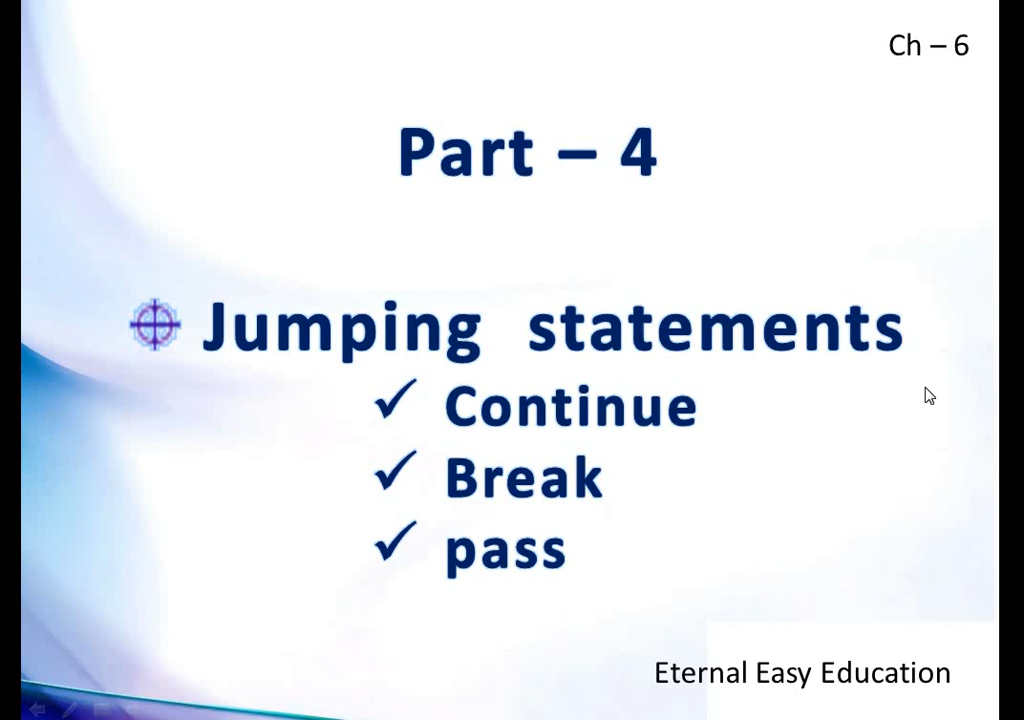 Ch – 6
Part – 4
Jumping statements
✓ Continue
✓ Break
✓ pass
Eternal Easy Education